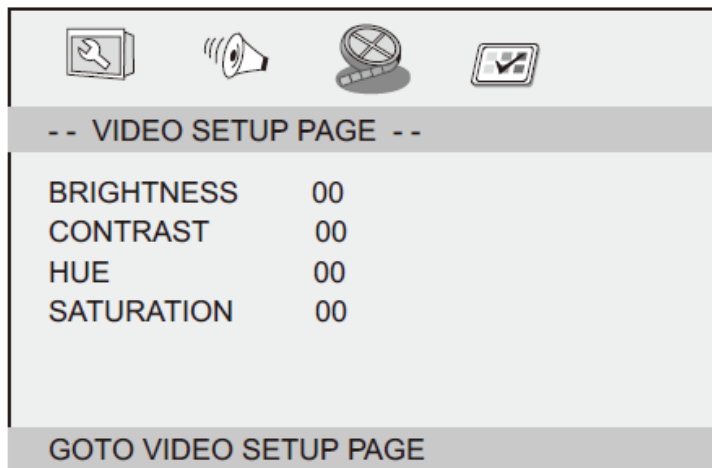 -- VIDEO SETUP PAGE --
BRIGHTNESS 00
CONTRAST 00
HUE 00
SATURATION 00
GOTO VIDEO SETUP PAGE